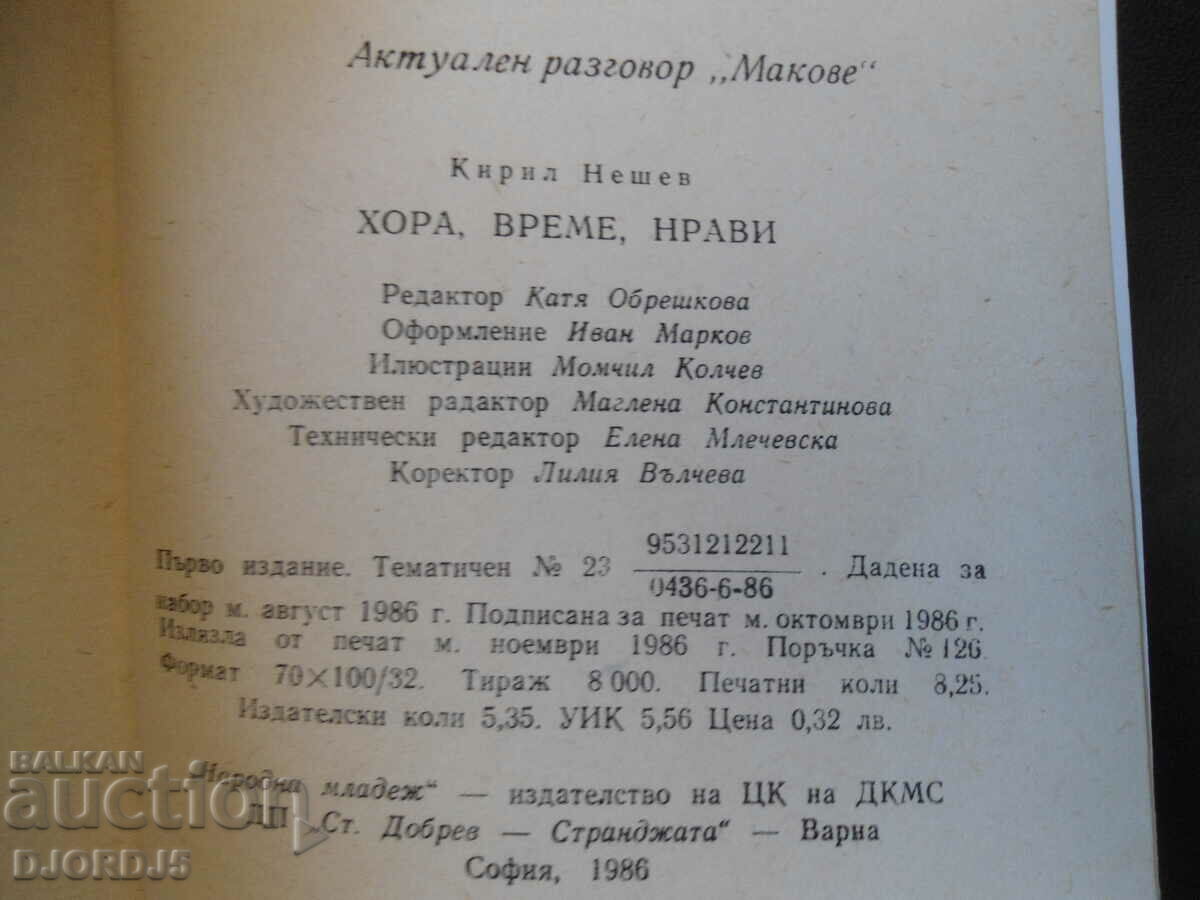 Актуален разговор „Макове“
Кирил Нешев
ХОРА, ВРЕМЕ, НРАВИ
Редактор Катя Обрешкова
Оформление Иван Марков
Илюстрации Момчил Колчев
Художествен радактор Маглена Константинова
Технически редактор Елена Млечевска
Коректор Лилия Вълчева
Първо издание. Тематичен № 23 9531212211/0436-6-86. Дадена за
набор м. август 1986 г. Подписана за печат м. октомври 1986 г.
Излязла от печат м. ноември 1986 г. Поръчка № 126.
Формат 70×100/32. Тираж 8 000. Печатни коли 8,25.
Издателски коли 5,35. УИК 5,56 Цена 0,32 лв.
„Народна младеж“ — издателство на ЦК на ДКМС
ДП „Ст. Добрев — Странджата“ — Варна
София, 1986
BALKAN
auction
DJORDJ5